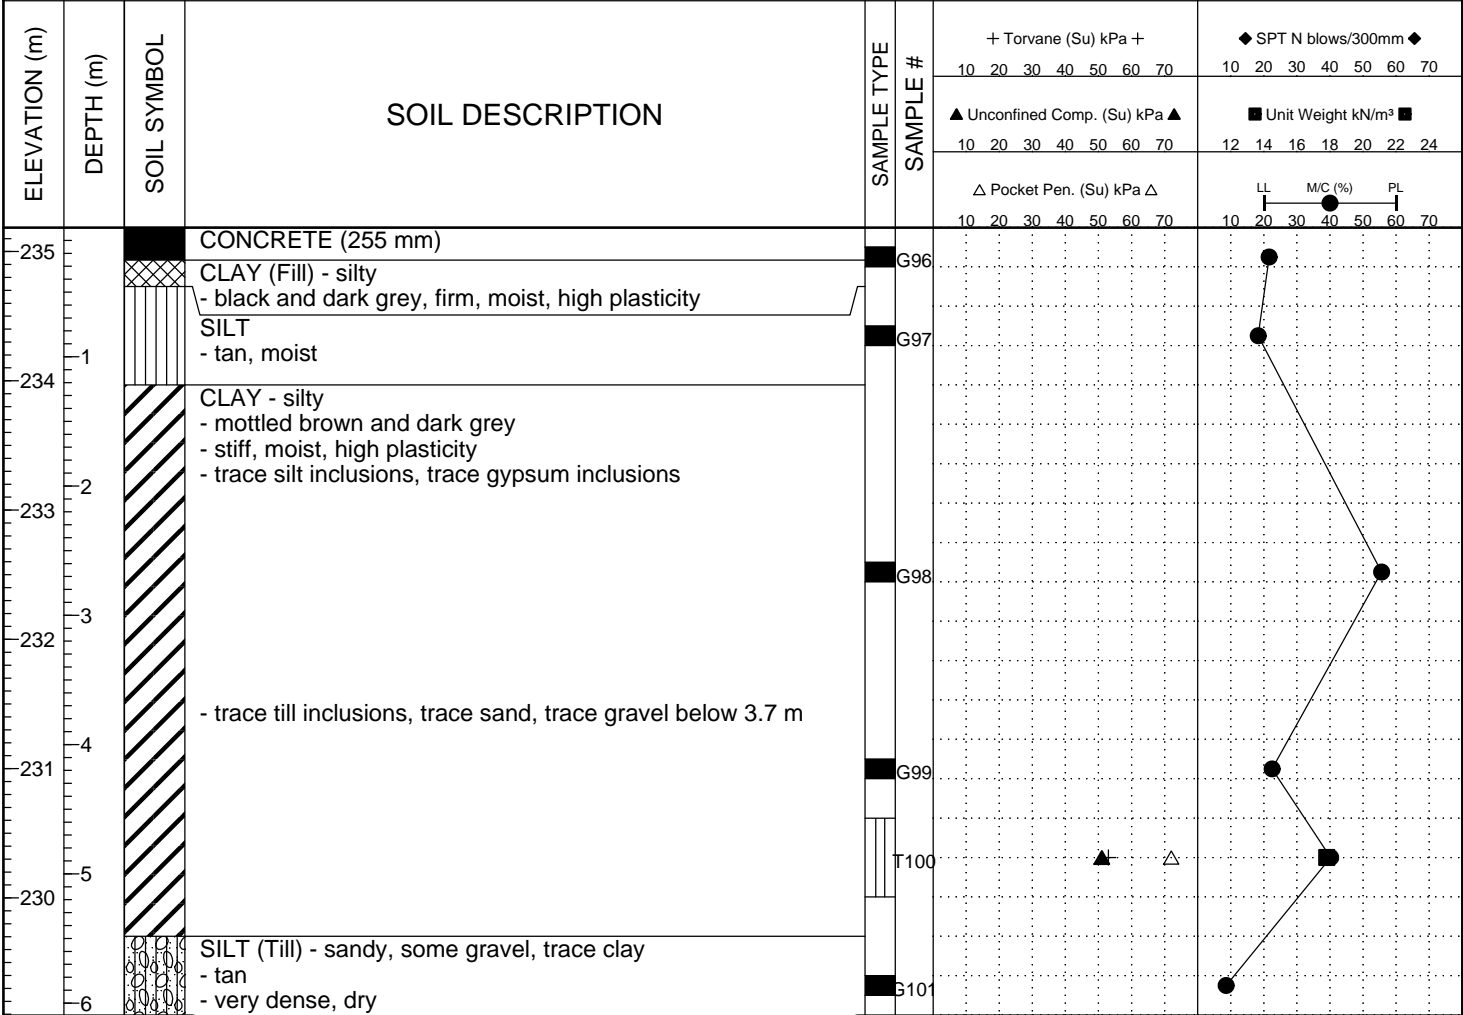 ELEVATION (m)
DEPTH (m)
SOIL SYMBOL
SOIL DESCRIPTION
SAMPLE TYPE
SAMPLE #
+ Torvane (Su) kPa +
10 20 30 40 50 60 70
▲ Unconfined Comp. (Su) kPa ▲
10 20 30 40 50 60 70
△ Pocket Pen. (Su) kPa △
10 20 30 40 50 60 70
◆ SPT N blows/300mm ◆
10 20 30 40 50 60 70
■ Unit Weight kN/m³ ■
12 14 16 18 20 22 24
LL M/C (%) PL
10 20 30 40 50 60 70
235
CONCRETE (255 mm)
G96
CLAY (Fill) - silty
- black and dark grey, firm, moist, high plasticity
SILT
G97
- tan, moist
1
234
CLAY - silty
- mottled brown and dark grey
- stiff, moist, high plasticity
- trace silt inclusions, trace gypsum inclusions
2
233
G98
3
232
- trace till inclusions, trace sand, trace gravel below 3.7 m
4
231
G99
T100
5
230
SILT (Till) - sandy, some gravel, trace clay
- tan
G101
- very dense, dry
6